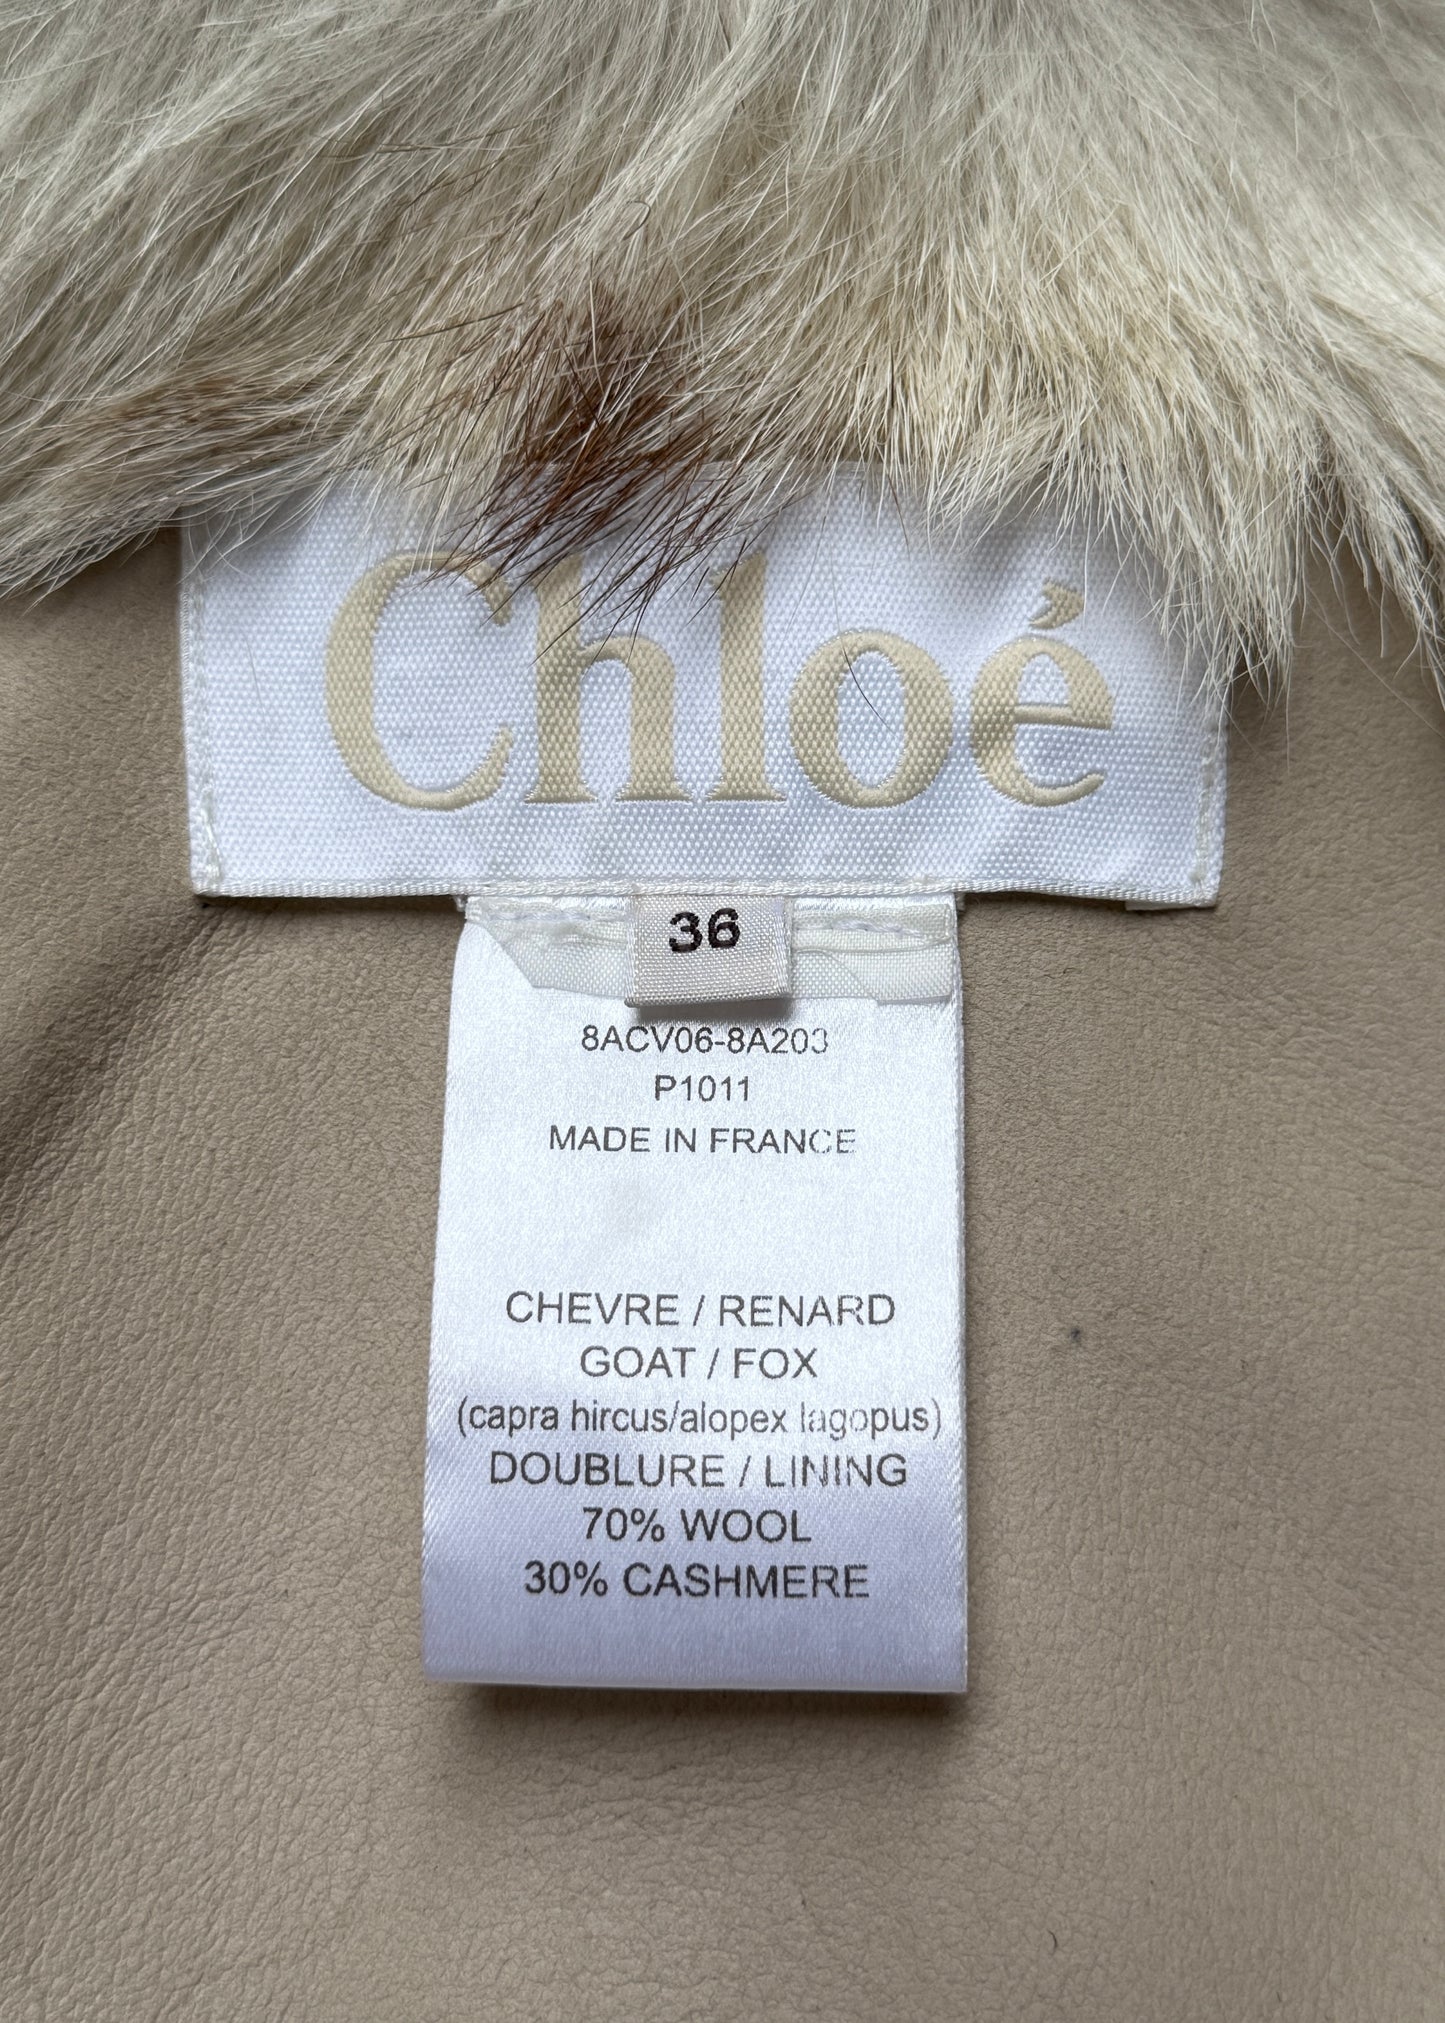 Chloé
36
8ACV06-8A203
P1011
MADE IN FRANCE
CHEVRE / RENARD
GOAT / FOX
(capra hircus/alopex lagopus)
DOUBLURE / LINING
70% WOOL
30% CASHMERE